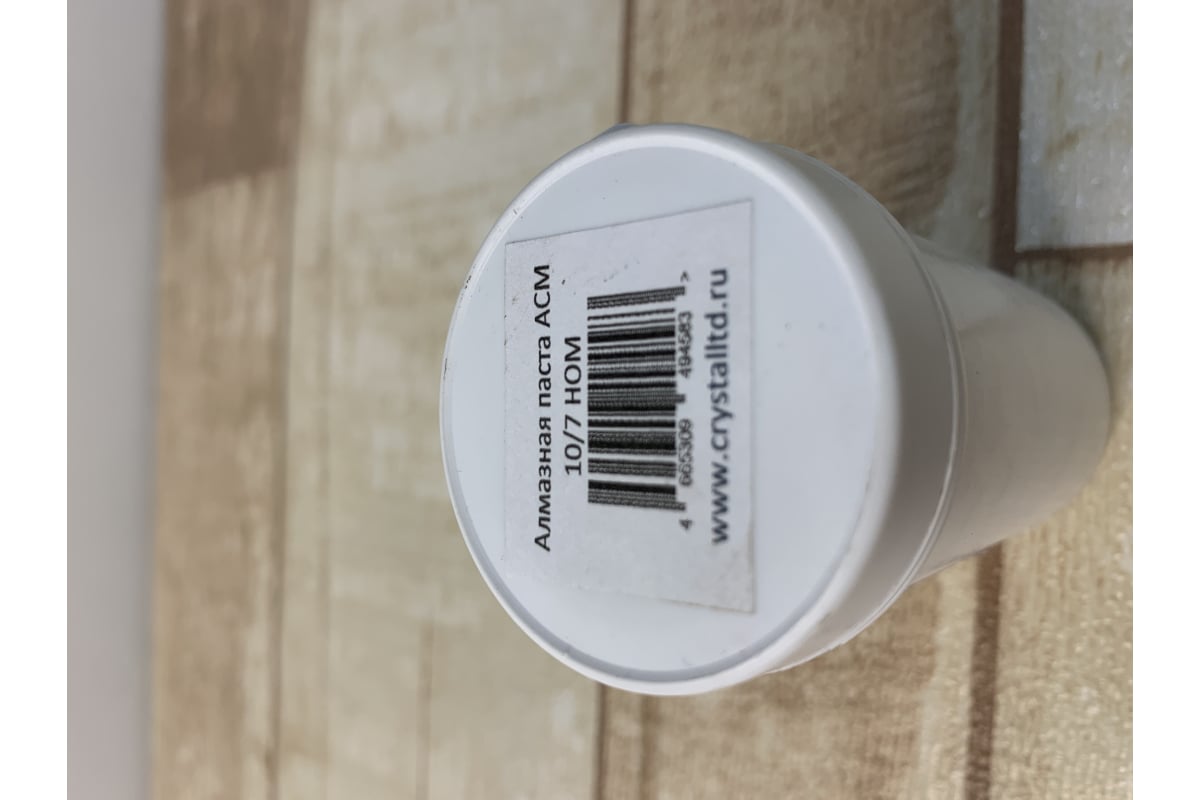 Алмазная паста АСМ
10/7 НОМ
4 665309 494583 >
www.crystalltd.ru